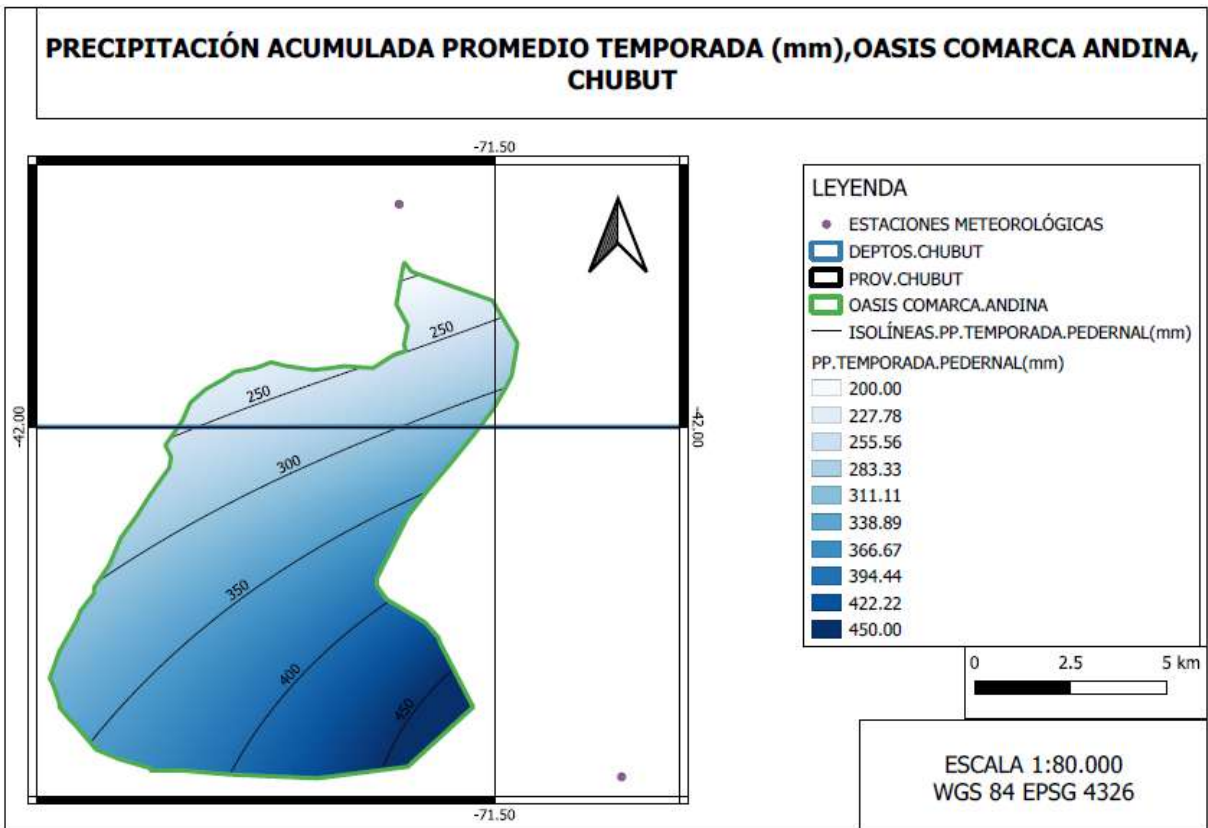 PRECIPITACIÓN ACUMULADA PROMEDIO TEMPORADA (mm),OASIS COMARCA ANDINA,
CHUBUT
-71.50
-42.00
-42.00
250
250
300
350
400
450
-71.50
LEYENDA
ESTACIONES METEOROLÓGICAS
DEPTOS.CHUBUT
PROV.CHUBUT
OASIS COMARCA.ANDINA
ISOLÍNEAS.PP.TEMPORADA.PEDERNAL(mm)
PP.TEMPORADA.PEDERNAL(mm)
200.00
227.78
255.56
283.33
311.11
338.89
366.67
394.44
422.22
450.00
0 2.5 5 km
ESCALA 1:80.000
WGS 84 EPSG 4326